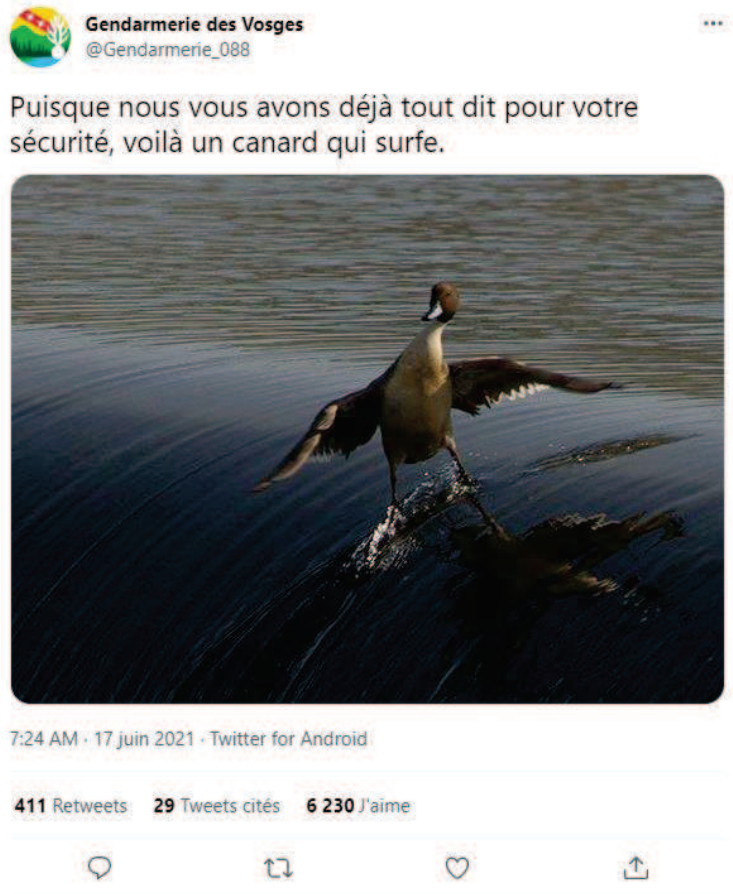 Gendarmerie des Vosges
@Gendarmerie_088
Puisque nous vous avons déjà tout dit pour votre
sécurité, voilà un canard qui surfe.
7:24 AM · 17 juin 2021 · Twitter for Android
411 Retweets 29 Tweets cités 6 230 J'aime